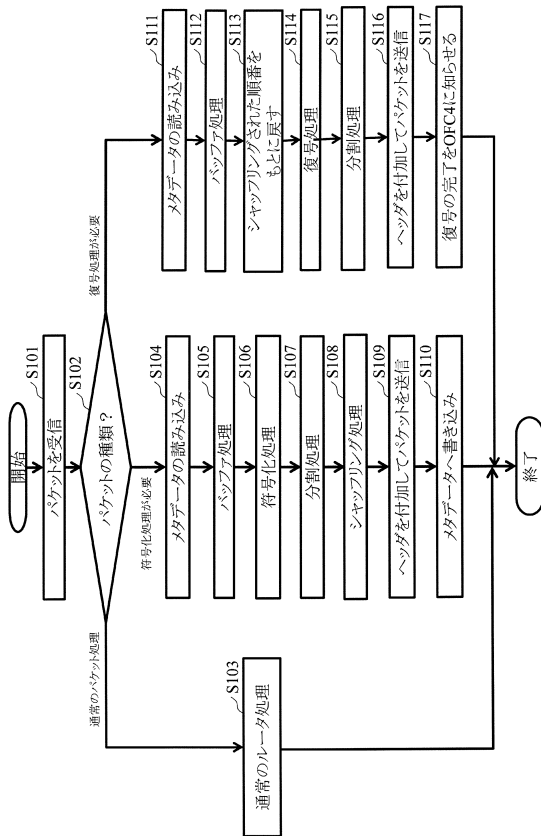 開始
S101
パケットを受信
S102
パケットの種類?
通常のパケット処理
符号化処理が必要
復号処理が必要
S103
通常のルータ処理
S104
メタデータの読み込み
S105
バッファ処理
S106
符号化処理
S107
分割処理
S108
シャッフリング処理
S109
ヘッダを付加してパケットを送信
S110
メタデータへ書き込み
S111
メタデータの読み込み
S112
バッファ処理
S113
シャッフリングされた順番を
もとに戻す
S114
復号処理
S115
分割処理
S116
ヘッダを付加してパケットを送信
S117
復号の完了をOFC4に知らせる
終了